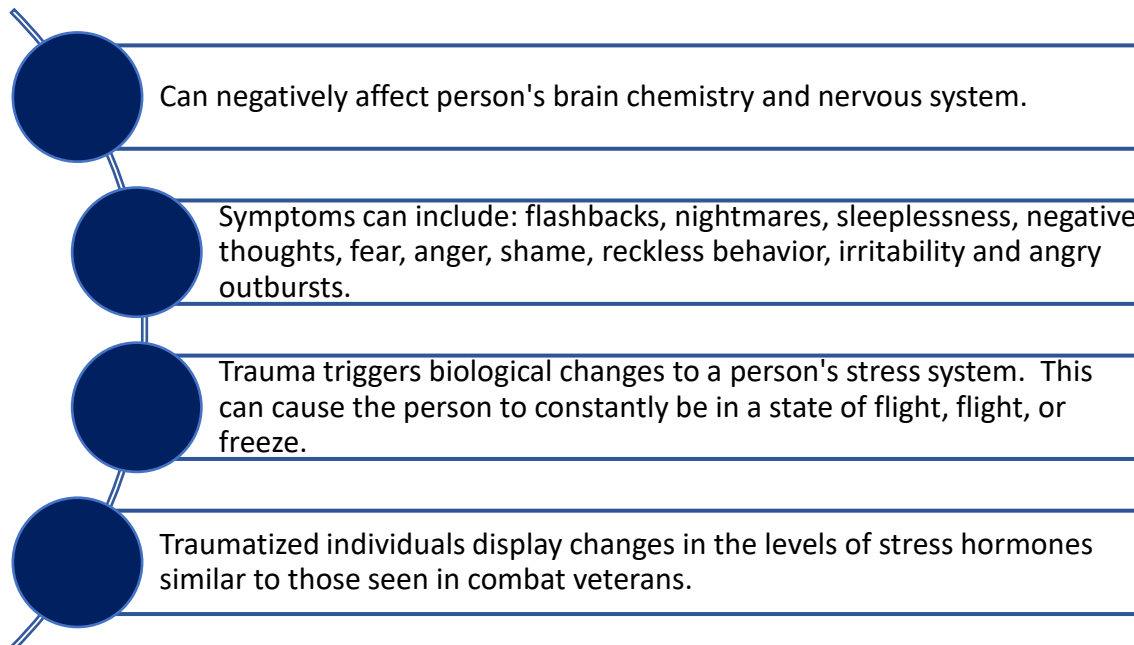 Can negatively affect person's brain chemistry and nervous system.
Symptoms can include: flashbacks, nightmares, sleeplessness, negative
thoughts, fear, anger, shame, reckless behavior, irritability and angry
outbursts.
Trauma triggers biological changes to a person's stress system.  This
can cause the person to constantly be in a state of flight, flight, or
freeze.
Traumatized individuals display changes in the levels of stress hormones
similar to those seen in combat veterans.